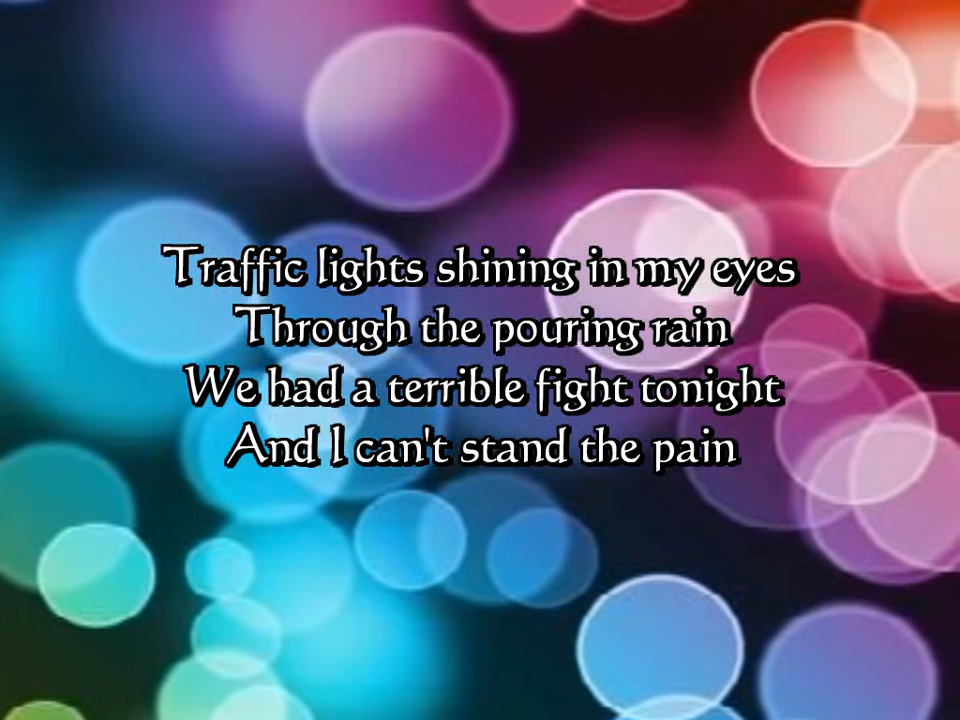 Traffic lights shining in my eyes
Through the pouring rain
We had a terrible fight tonight
And I can't stand the pain